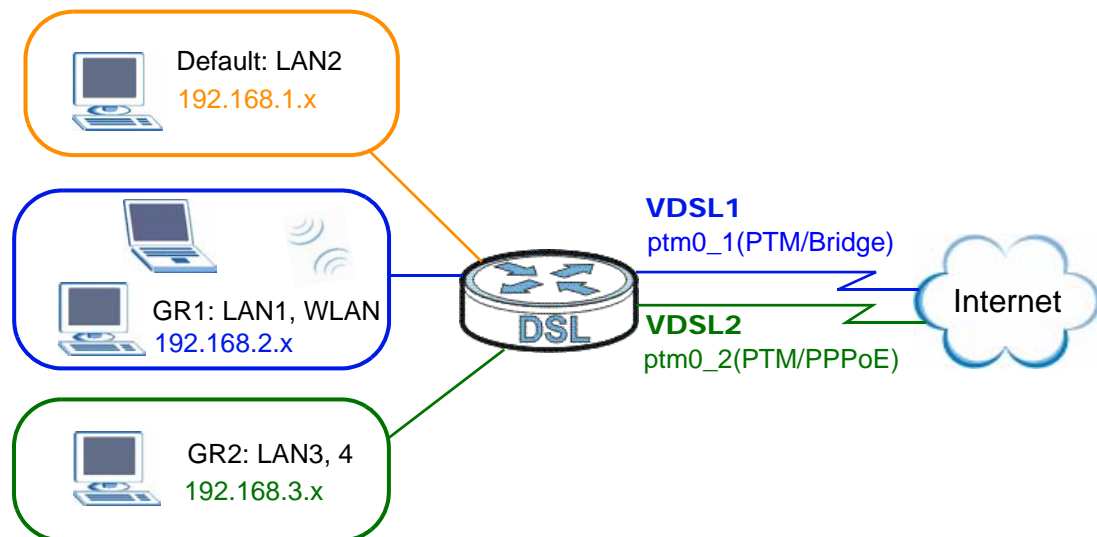 Default: LAN2
192.168.1.x
GR1: LAN1, WLAN
192.168.2.x
GR2: LAN3, 4
192.168.3.x
DSL
VDSL1
ptm0_1(PTM/Bridge)
VDSL2
ptm0_2(PTM/PPPoE)
Internet